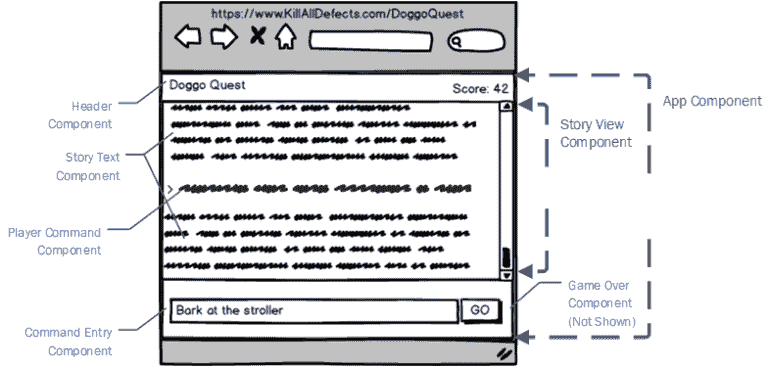 https://www.KillAllDefects.com/DoggoQuest
Doggo Quest
Score: 42
Header
Component
Story Text
Component
>
Player Command
Component
Bark at the stroller
GO
Command Entry
Component
App Component
Story View
Component
Game Over
Component
(Not Shown)